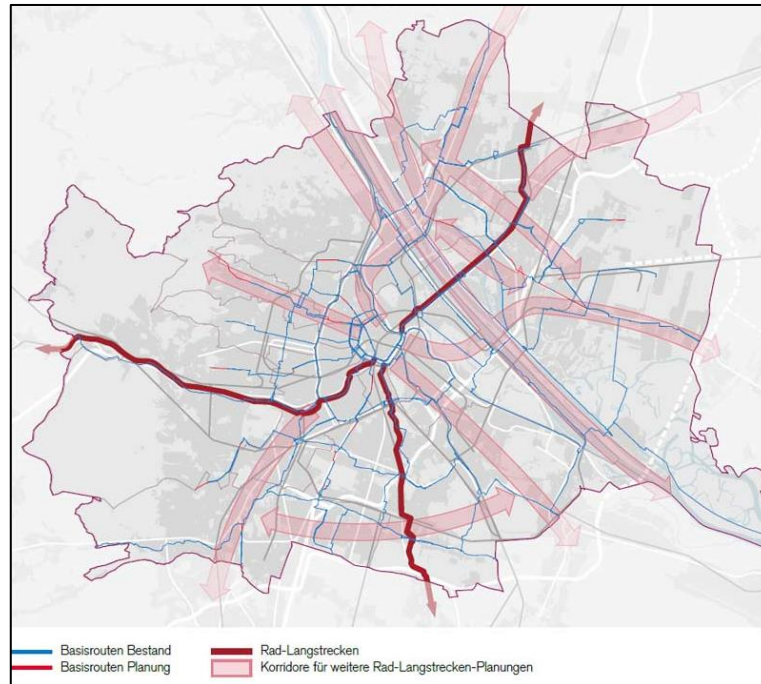 Basisrouten Bestand
Basisrouten Planung
Rad-Langstrecken
Korridore für weitere Rad-Langstrecken-Planungen